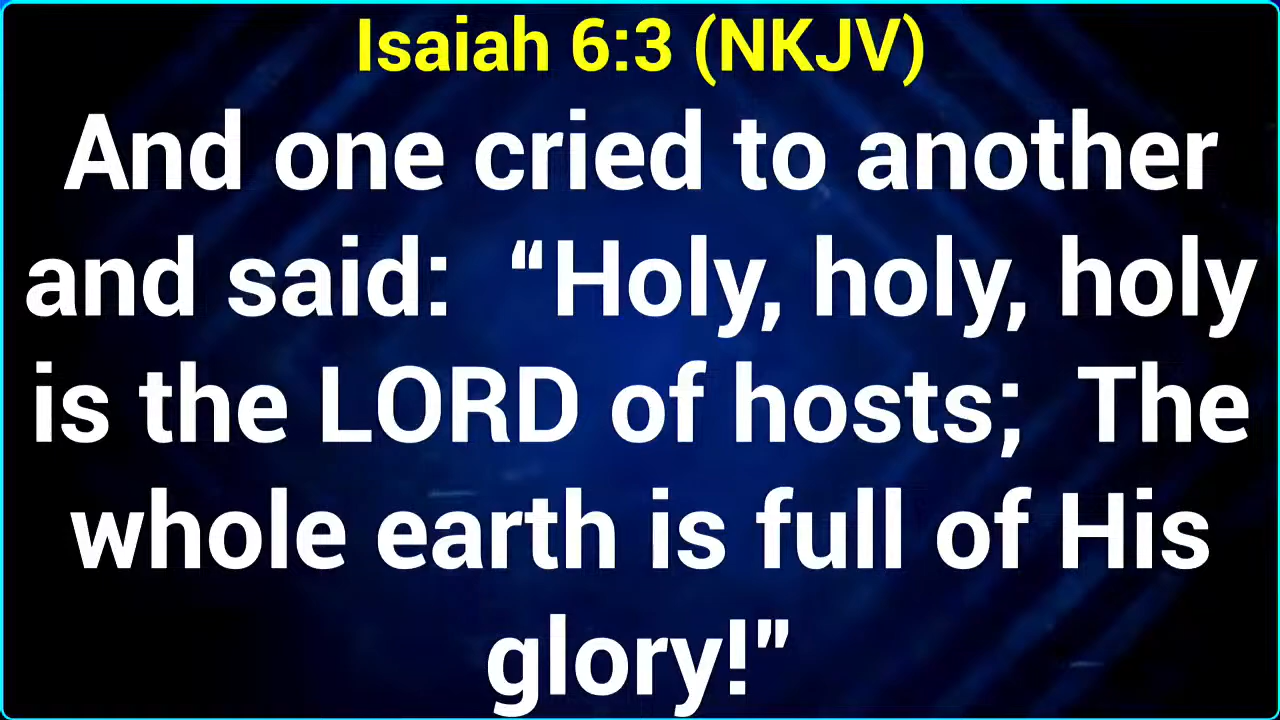 Isaiah 6:3 (NKJV)
And one cried to another
and said:  “Holy, holy, holy
is the LORD of hosts;  The
whole earth is full of His
glory!”